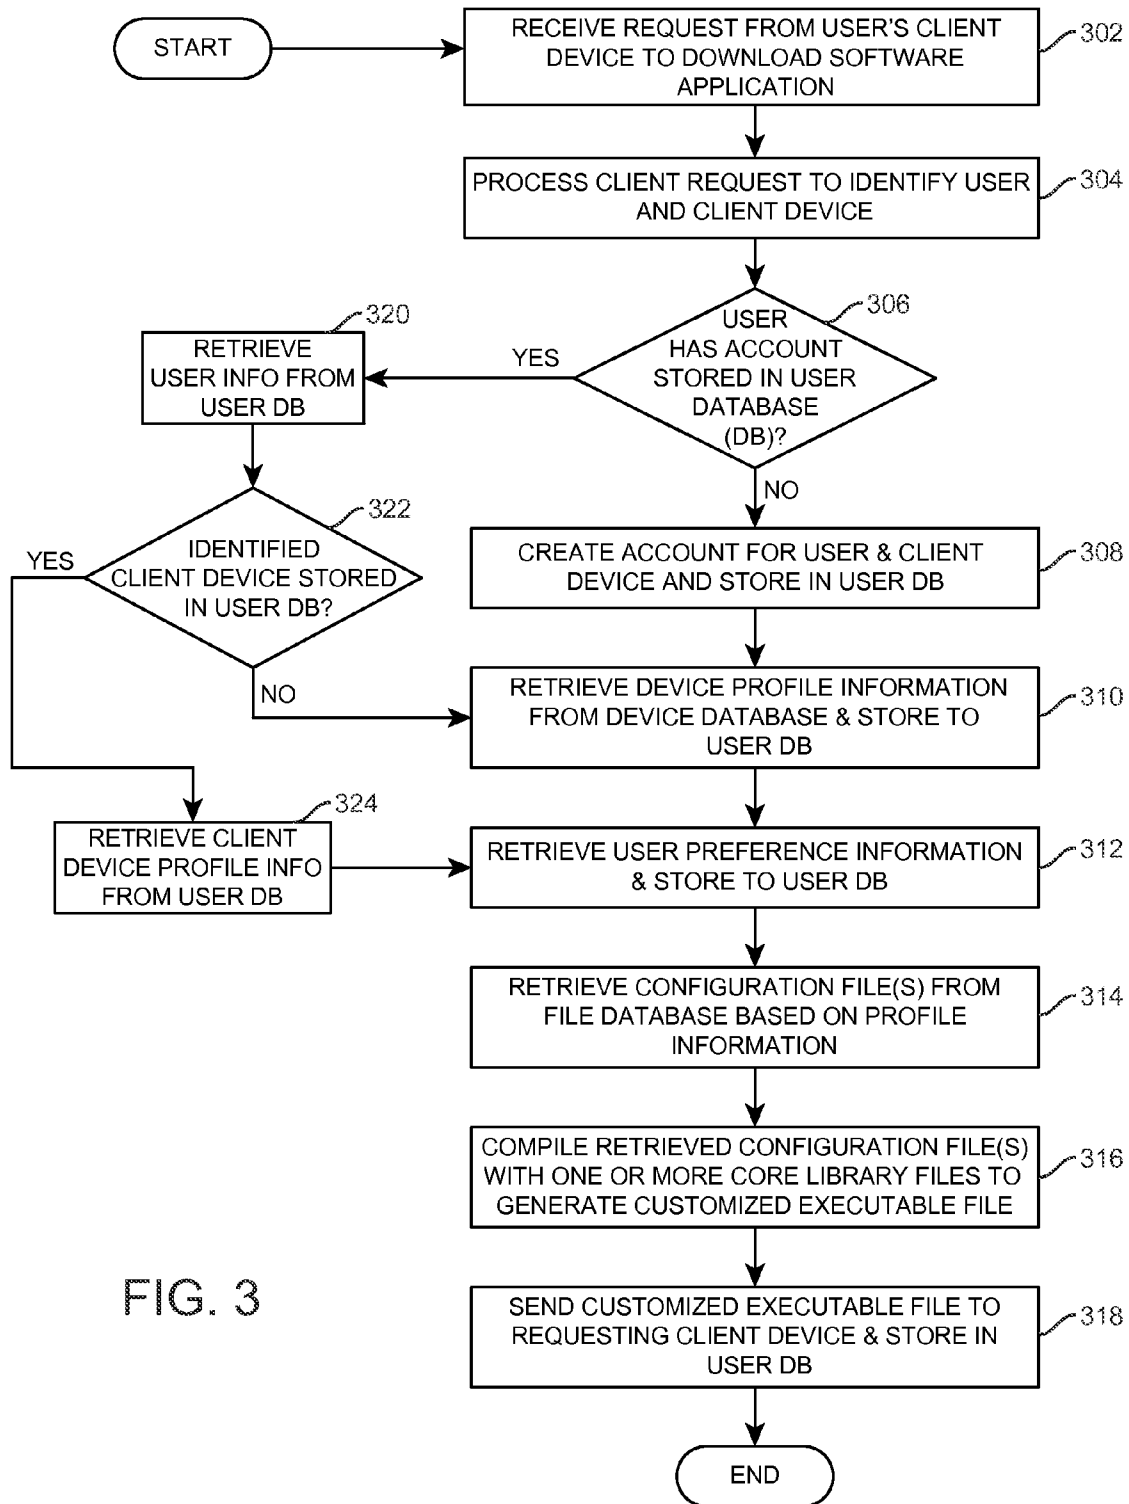 START
RECEIVE REQUEST FROM USER'S CLIENT
DEVICE TO DOWNLOAD SOFTWARE
APPLICATION
302
PROCESS CLIENT REQUEST TO IDENTIFY USER
AND CLIENT DEVICE
304
USER
HAS ACCOUNT
STORED IN USER
DATABASE
(DB)?
306
YES
NO
320
RETRIEVE
USER INFO FROM
USER DB
322
IDENTIFIED
CLIENT DEVICE STORED
IN USER DB?
YES
NO
CREATE ACCOUNT FOR USER & CLIENT
DEVICE AND STORE IN USER DB
308
RETRIEVE DEVICE PROFILE INFORMATION
FROM DEVICE DATABASE & STORE TO
USER DB
310
324
RETRIEVE CLIENT
DEVICE PROFILE INFO
FROM USER DB
RETRIEVE USER PREFERENCE INFORMATION
& STORE TO USER DB
312
RETRIEVE CONFIGURATION FILE(S) FROM
FILE DATABASE BASED ON PROFILE
INFORMATION
314
COMPILE RETRIEVED CONFIGURATION FILE(S)
WITH ONE OR MORE CORE LIBRARY FILES TO
GENERATE CUSTOMIZED EXECUTABLE FILE
316
SEND CUSTOMIZED EXECUTABLE FILE TO
REQUESTING CLIENT DEVICE & STORE IN
USER DB
318
END
FIG. 3